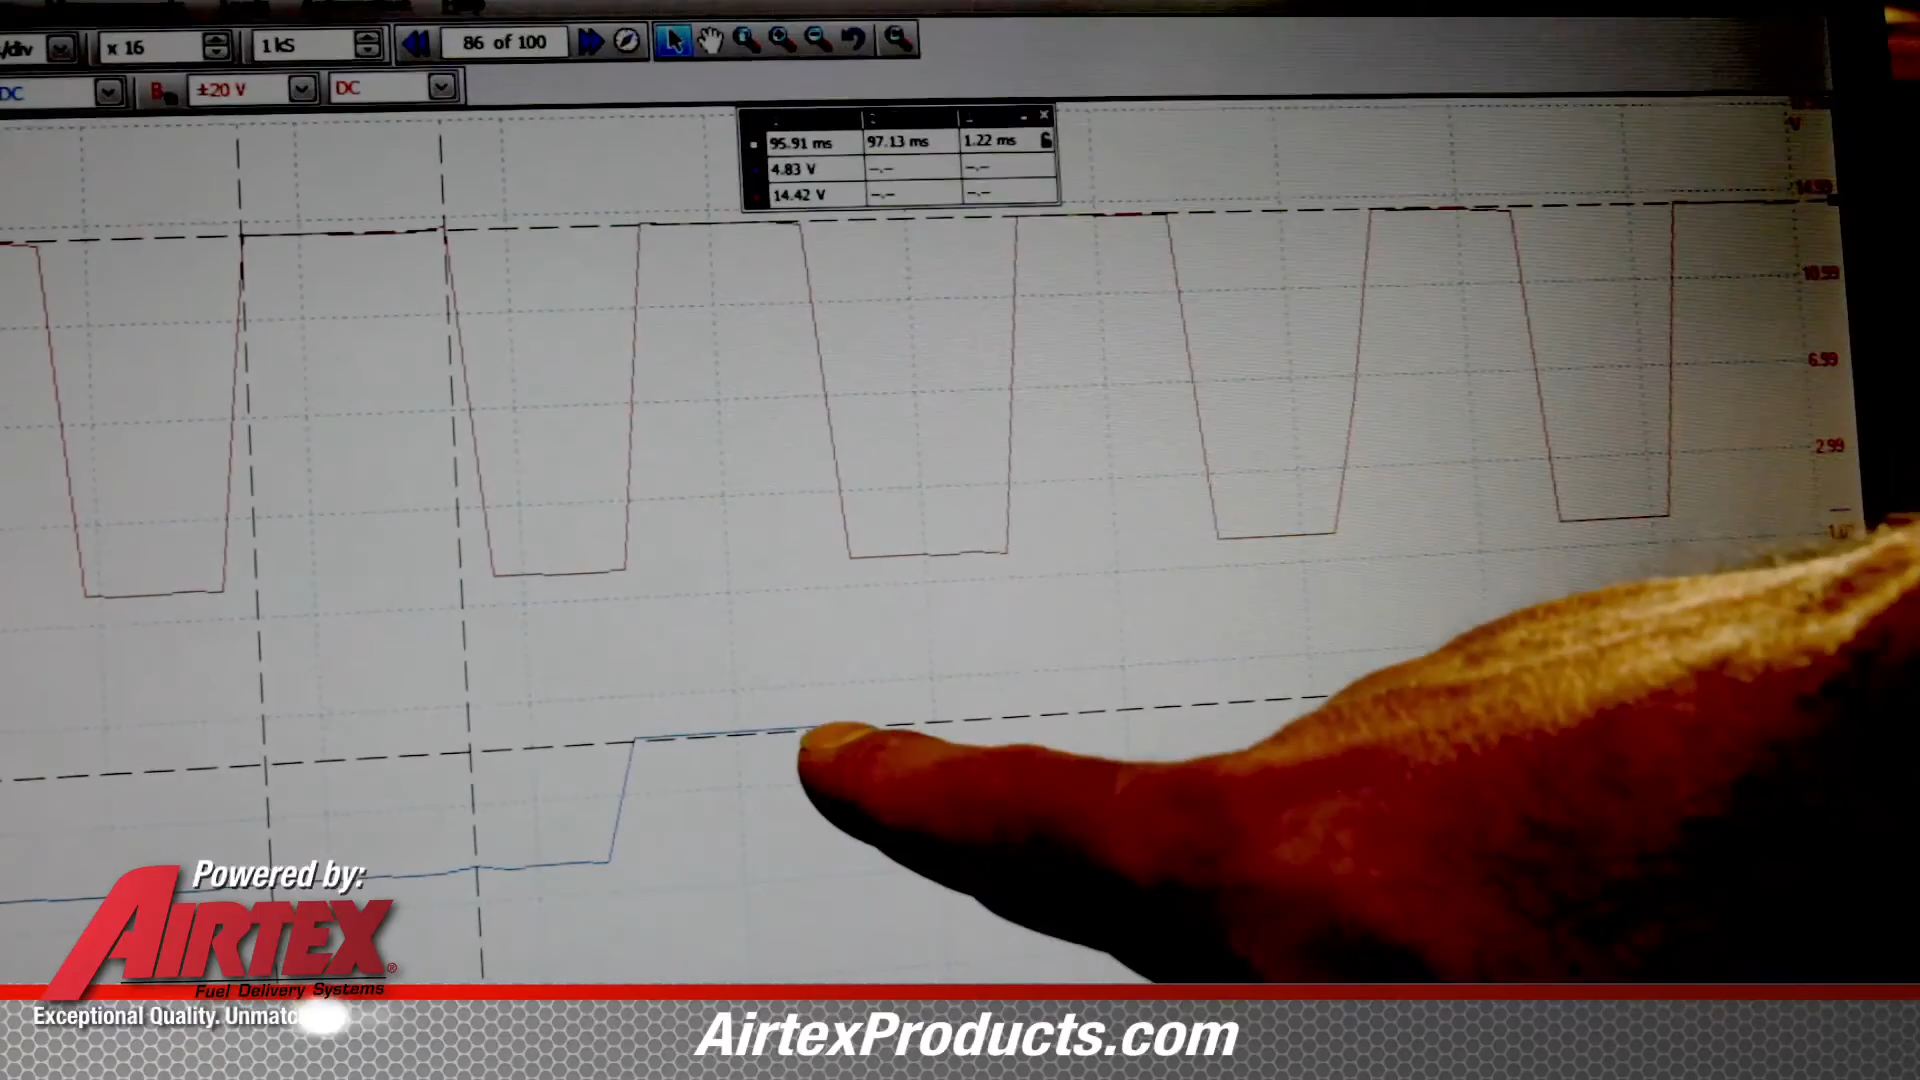 /div x 16 1 kS 86 of 100
DC B ±20 V DC
95.91 ms 97.13 ms 1.22 ms
4.83 V --.-- --.--
14.42 V --.-- --.--
V
14.99
10.99
6.99
2.99
Powered by:
AIRTEX®
Fuel Delivery Systems
Exceptional Quality.
AirtexProducts.com